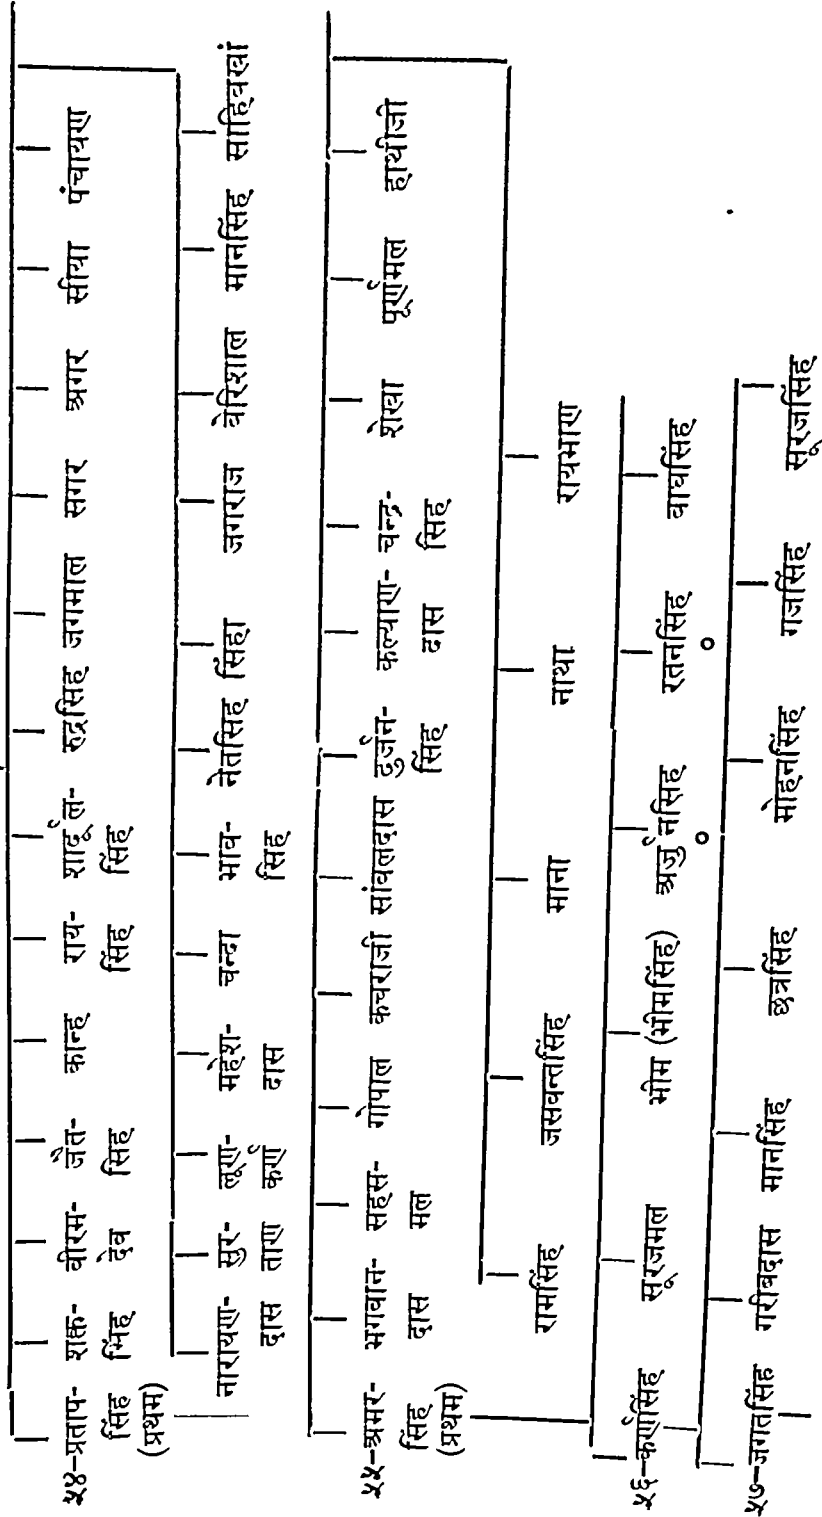 ५४-प्रताप- शक्त- वीरम- जैत- कान्ह राय- शार्दूल- रुद्रसिंह जगमाल सगर अगर सीया पंचायण
सिंह सिंह देव सिंह सिंह सिंह
(प्रथम)
नारायण- सुर- लूण- महेश- चन्दा भाव- नेतसिंह सिंहा जगराज वेरिशाल मानसिंह साहिबखां
दास ताण कर्ण दास सिंह
५५-अमर- भगवान- सहस- गोपाल कचराजी सांवलदास दुर्जन- कल्याण- चन्द्र- शेखा पूर्णमल हाथीजी
सिंह दास मल सिंह दास सिंह
(प्रथम)
रामसिंह जसवन्तसिंह माना नाथा रायभाण
५६-कर्णसिंह सूरजमल भीम (भीमसिंह) अर्जुनसिंह रतनसिंह वाघसिंह
५७-जगतसिंह गरीबदास मानसिंह छत्रसिंह मोहनसिंह गजसिंह सूरजसिंह